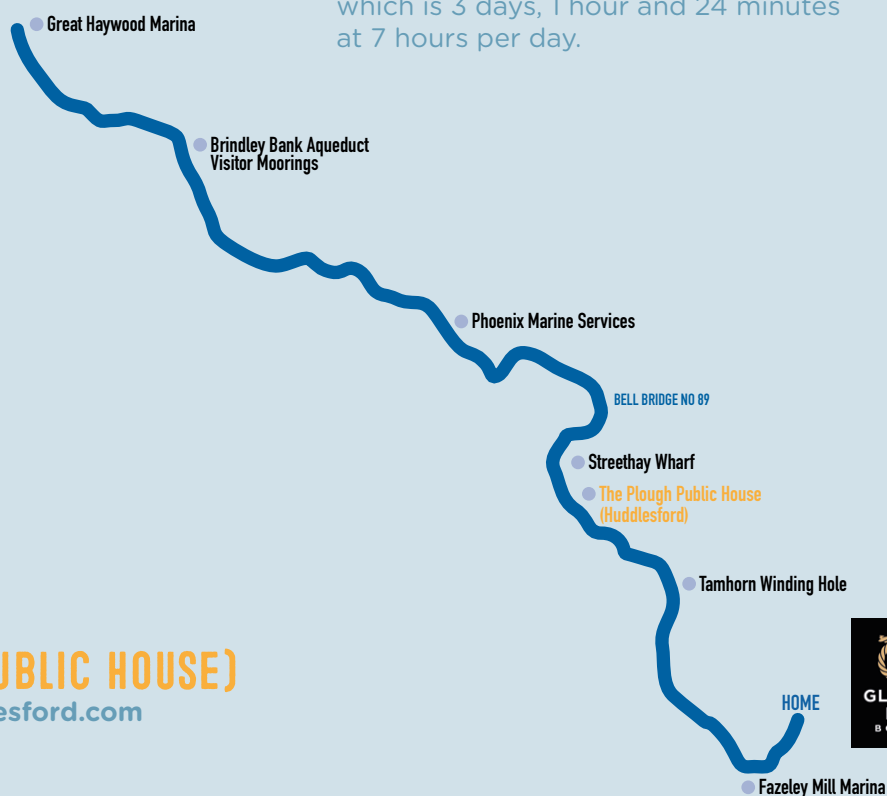 which is 3 days, 1 hour and 24 minutes
at 7 hours per day.
Great Haywood Marina
Brindley Bank Aqueduct
Visitor Moorings
Phoenix Marine Services
BELL BRIDGE NO 89
Streethay Wharf
The Plough Public House
(Huddlesford)
Tamhorn Winding Hole
UBLIC HOUSE)
esford.com
HOME
GL
Fazeley Mill Marina